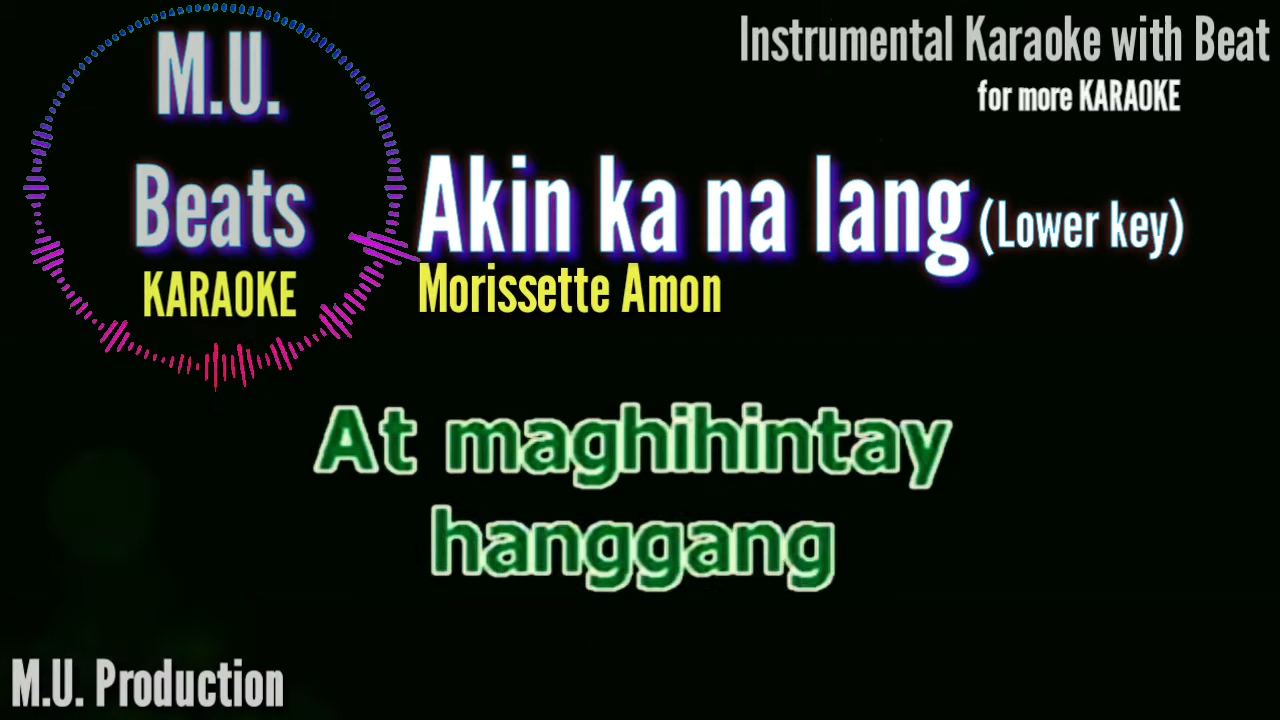 M.U.
Beats
KARAOKE
Instrumental Karaoke with Beat
for more KARAOKE
Akin ka na lang (Lower key)
Morissette Amon
At maghihintay
hanggang
M.U. Production